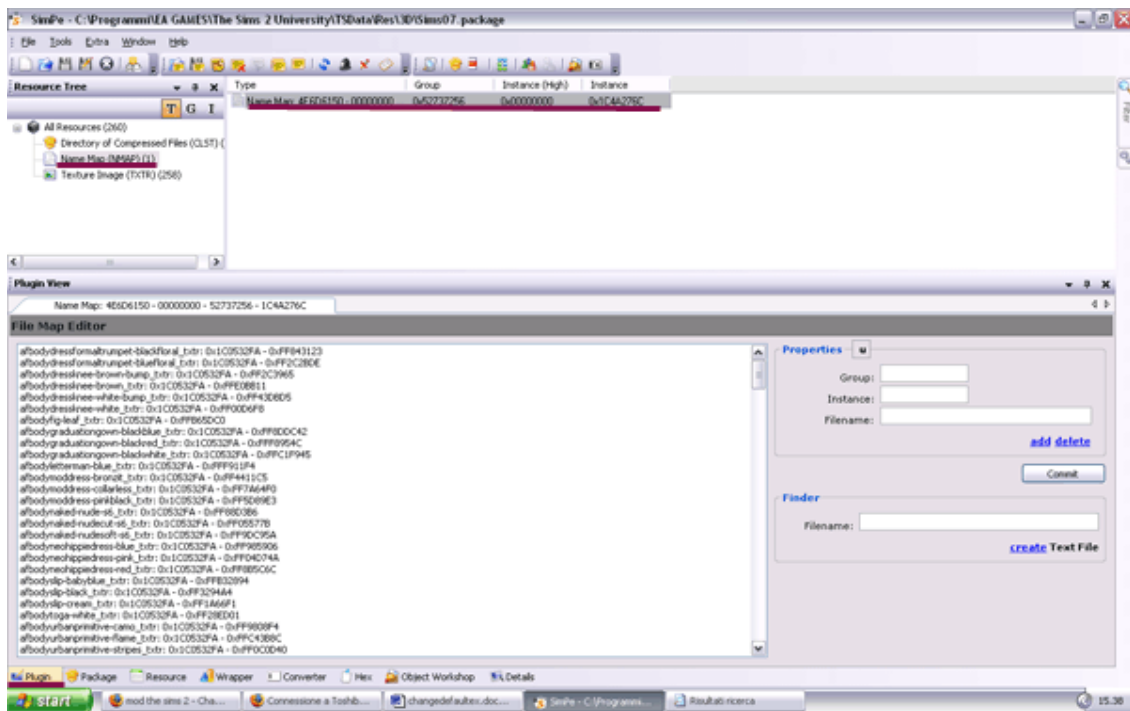 SimPe - C:\Programmi\EA GAMES\The Sims 2 University\TSData\Res\3D\Sims07.package
File Tools Extra Window Help
Resource Tree
T G I
All Resources (260)
Directory of Compressed Files (CLST) (
Name Map (NMAP) (1)
Texture Image (TXTR) (258)
Type Group Instance (High) Instance
Name Map: 4E6D6150 - 00000000 0x52737256 0x00000000 0x1C4A276C
Filter
Plugin View
Name Map: 4E6D6150 - 00000000 - 52737256 - 1C4A276C
File Map Editor
afbodydressformaltrumpet-blackfloral_txtr: 0x1C0532FA - 0xFF843123
afbodydressformaltrumpet-bluefloral_txtr: 0x1C0532FA - 0xFF2C28DE
afbodydressknee-brown-bump_txtr: 0x1C0532FA - 0xFF2C3965
afbodydressknee-brown_txtr: 0x1C0532FA - 0xFFE08811
afbodydressknee-white-bump_txtr: 0x1C0532FA - 0xFF43D8D5
afbodydressknee-white_txtr: 0x1C0532FA - 0xFF00D6F8
afbodyfig-leaf_txtr: 0x1C0532FA - 0xFFB65DC0
afbodygraduationgown-blackblue_txtr: 0x1C0532FA - 0xFF8DDC42
afbodygraduationgown-blackred_txtr: 0x1C0532FA - 0xFFF8954C
afbodygraduationgown-blackwhite_txtr: 0x1C0532FA - 0xFFC1F945
afbodyletterman-blue_txtr: 0x1C0532FA - 0xFFF911F4
afbodymoddress-bronzit_txtr: 0x1C0532FA - 0xFF4411C5
afbodymoddress-collarless_txtr: 0x1C0532FA - 0xFF7A64F0
afbodymoddress-pinkblack_txtr: 0x1C0532FA - 0xFF5D89E3
afbodynaked-nude-s6_txtr: 0x1C0532FA - 0xFF88D3B6
afbodynaked-nudecut-s6_txtr: 0x1C0532FA - 0xFF05577B
afbodynaked-nudesoft-s6_txtr: 0x1C0532FA - 0xFF9DC95A
afbodyneohippiedress-blue_txtr: 0x1C0532FA - 0xFF985906
afbodyneohippiedress-pink_txtr: 0x1C0532FA - 0xFF04D74A
afbodyneohippiedress-red_txtr: 0x1C0532FA - 0xFF8B5C6C
afbodyslip-babyblue_txtr: 0x1C0532FA - 0xFFB32894
afbodyslip-black_txtr: 0x1C0532FA - 0xFF3294A4
afbodyslip-cream_txtr: 0x1C0532FA - 0xFF1A66F1
afbodytoga-white_txtr: 0x1C0532FA - 0xFF28ED01
afbodyurbanprimitive-camo_txtr: 0x1C0532FA - 0xFF9808F4
afbodyurbanprimitive-flame_txtr: 0x1C0532FA - 0xFFC43B8C
afbodyurbanprimitive-stripes_txtr: 0x1C0532FA - 0xFF0C0D40
Properties u
Group:
Instance:
Filename:
add delete
Commit
Finder
Filename:
create Text File
Plugin Package Resource Wrapper Converter Hex Object Workshop Details
start mod the sims 2 - Cha... Connessione a Toshb... changedefaultex.doc... SimPe - C:\Programmi... Risultati ricerca 15.38